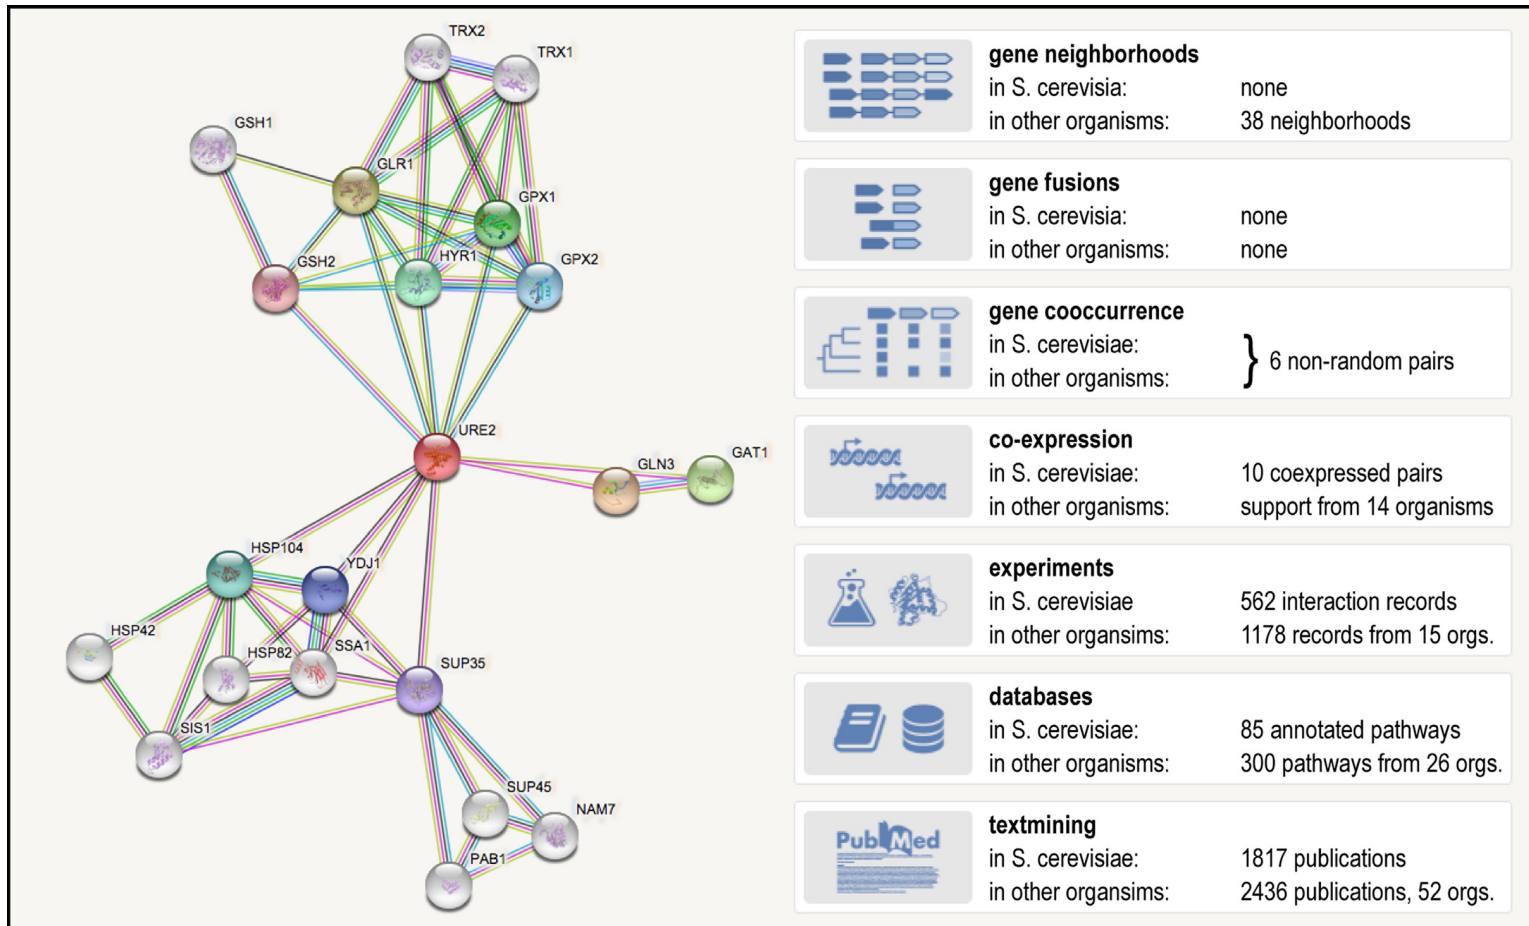 TRX2
TRX1
GSH1
GLR1
GPX1
HYR1
GPX2
GSH2
URE2
GLN3
GAT1
HSP104
YDJ1
HSP42
HSP82
SSA1
SUP35
SIS1
SUP45
NAM7
PAB1
gene neighborhoods
in S. cerevisia: none
in other organisms: 38 neighborhoods
gene fusions
in S. cerevisia: none
in other organisms: none
gene cooccurrence
in S. cerevisiae:
in other organisms:
} 6 non-random pairs
co-expression
in S. cerevisiae: 10 coexpressed pairs
in other organisms: support from 14 organisms
experiments
in S. cerevisiae 562 interaction records
in other organsims: 1178 records from 15 orgs.
databases
in S. cerevisiae: 85 annotated pathways
in other organisms: 300 pathways from 26 orgs.
PubMed
textmining
in S. cerevisiae: 1817 publications
in other organsims: 2436 publications, 52 orgs.